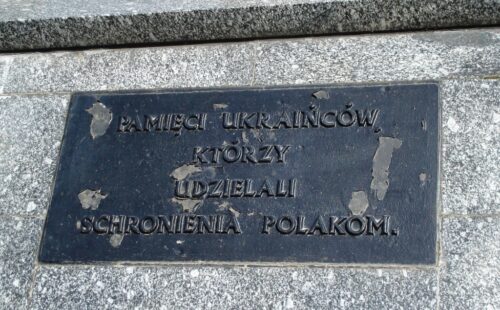 PAMIĘCI UKRAIŃCÓW,
KTÓRZY
UDZIELALI
SCHRONIENIA POLAKOM.